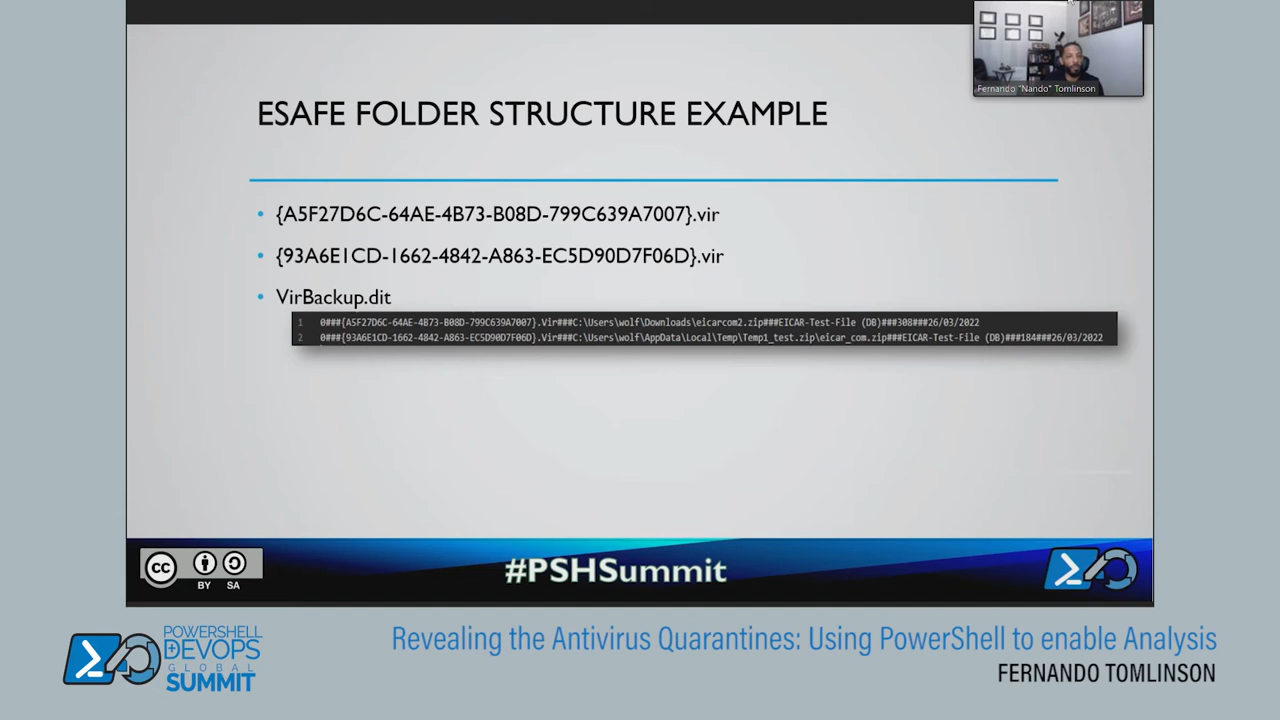 Fernando "Nando" Tomlinson
ESAFE FOLDER STRUCTURE EXAMPLE
• {A5F27D6C-64AE-4B73-B08D-799C639A7007}.vir
• {93A6E1CD-1662-4842-A863-EC5D90D7F06D}.vir
• VirBackup.dit
1 0###{A5F27D6C-64AE-4B73-B08D-799C639A7007}.Vir###C:\Users\wolf\Downloads\eicarcom2.zip###EICAR-Test-File (DB)###308###26/03/2022
2 0###{93A6E1CD-1662-4842-A863-EC5D90D7F06D}.Vir###C:\Users\wolf\AppData\Local\Temp\Temp1_test.zip\eicar_com.zip###EICAR-Test-File (DB)###184###26/03/2022
cc
BY SA
#PSHSummit
POWERSHELL
DEVOPS
GLOBAL
SUMMIT
Revealing the Antivirus Quarantines: Using PowerShell to enable Analysis
FERNANDO TOMLINSON